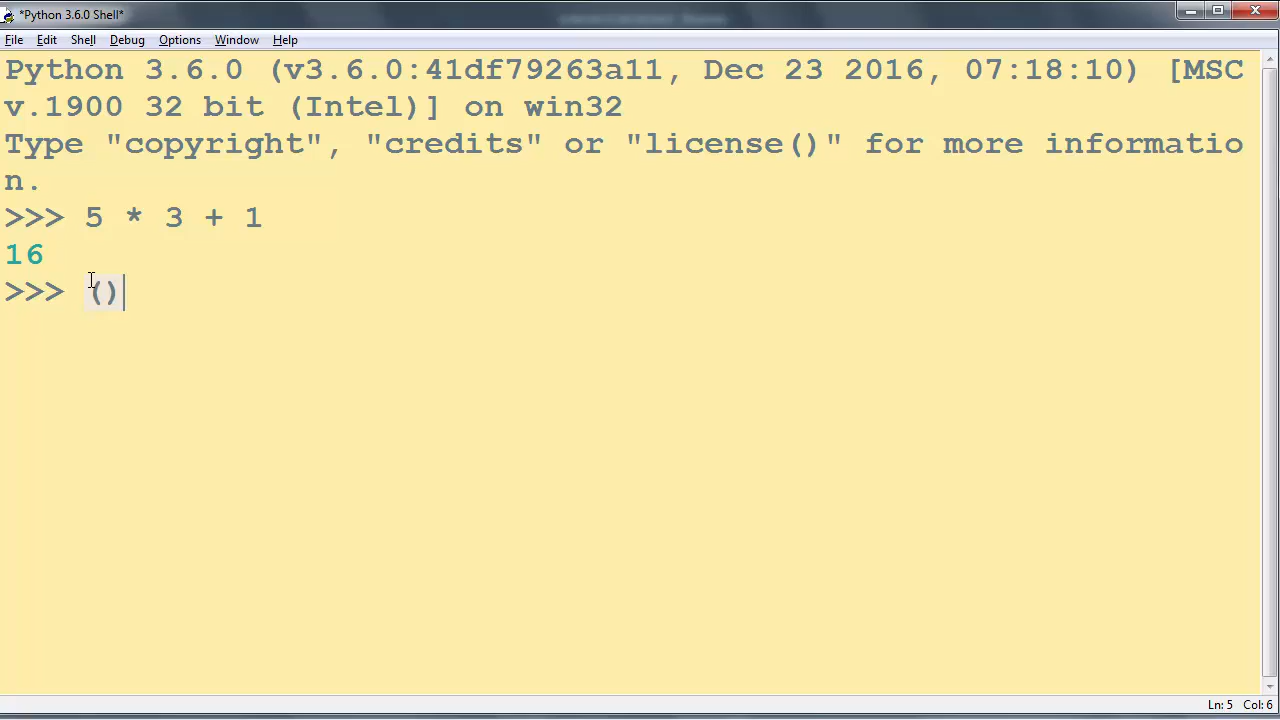 *Python 3.6.0 Shell*
File Edit Shell Debug Options Window Help
Python 3.6.0 (v3.6.0:41df79263a11, Dec 23 2016, 07:18:10) [MSC
v.1900 32 bit (Intel)] on win32
Type "copyright", "credits" or "license()" for more informatio
n.
>>> 5 * 3 + 1
16
>>> ()
Ln: 5 Col: 6